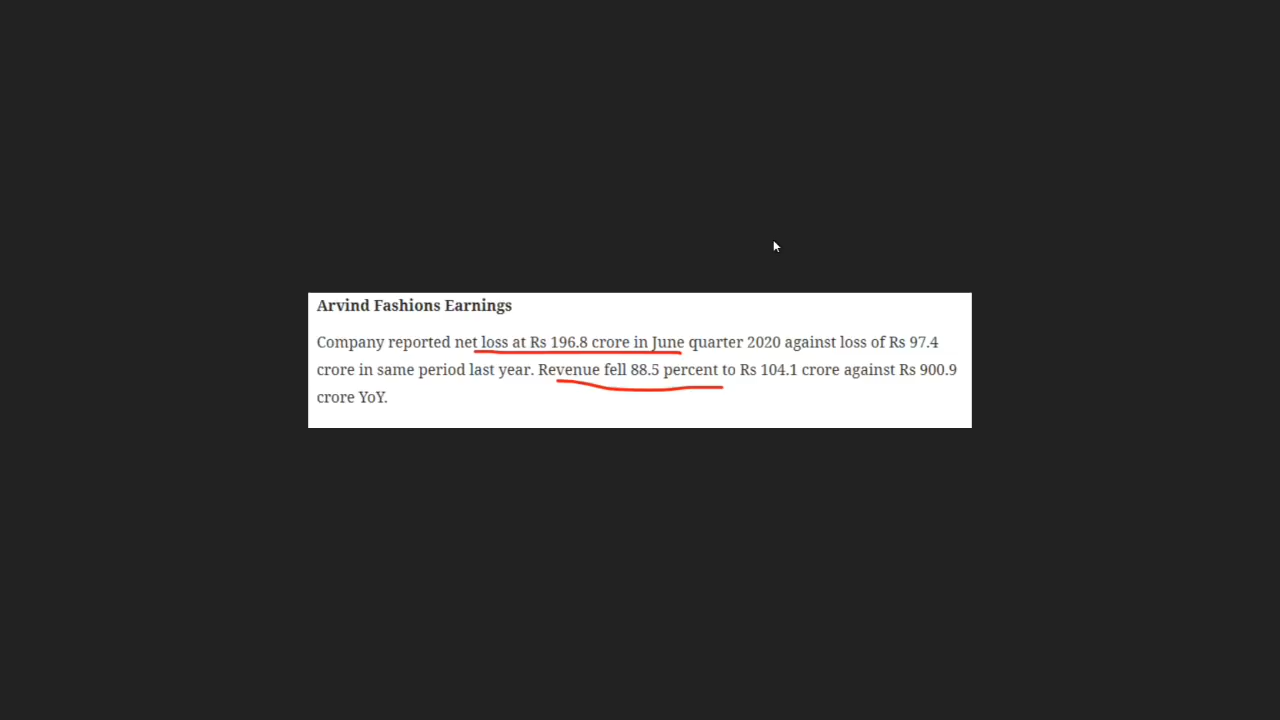 Arvind Fashions Earnings
Company reported net loss at Rs 196.8 crore in June quarter 2020 against loss of Rs 97.4
crore in same period last year. Revenue fell 88.5 percent to Rs 104.1 crore against Rs 900.9
crore YoY.